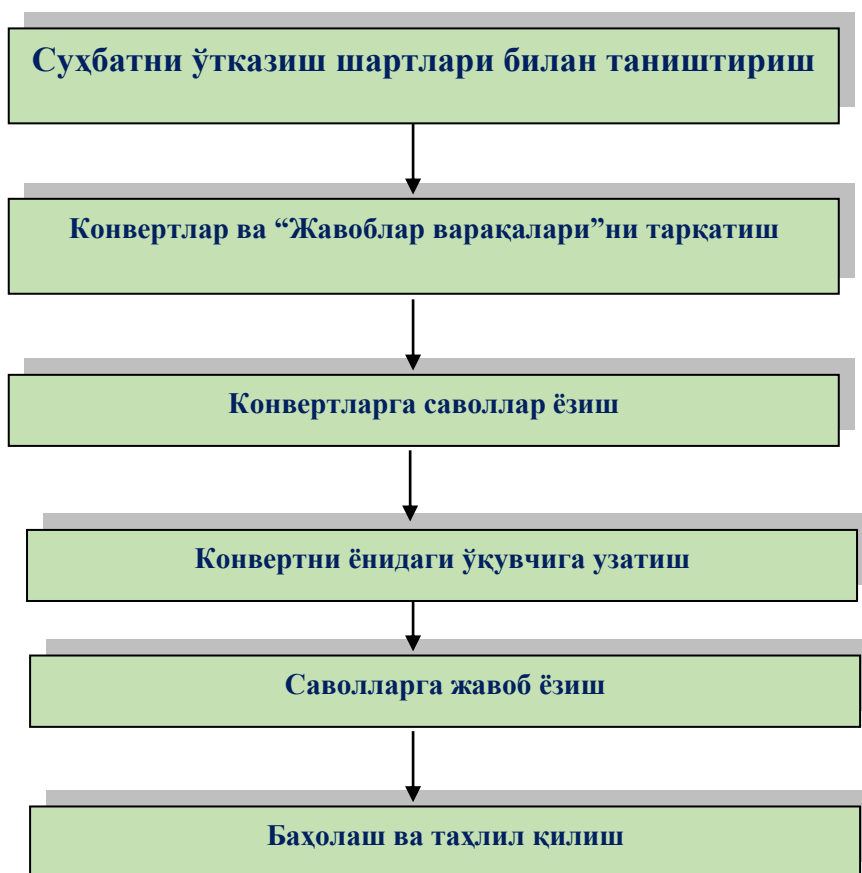 Суҳбатни ўтказиш шартлари билан таништириш
Конвертлар ва “Жавоблар варақалари”ни тарқатиш
Конвертларга саволлар ёзиш
Конвертни ёнидаги ўқувчига узатиш
Саволларга жавоб ёзиш
Баҳолаш ва таҳлил қилиш